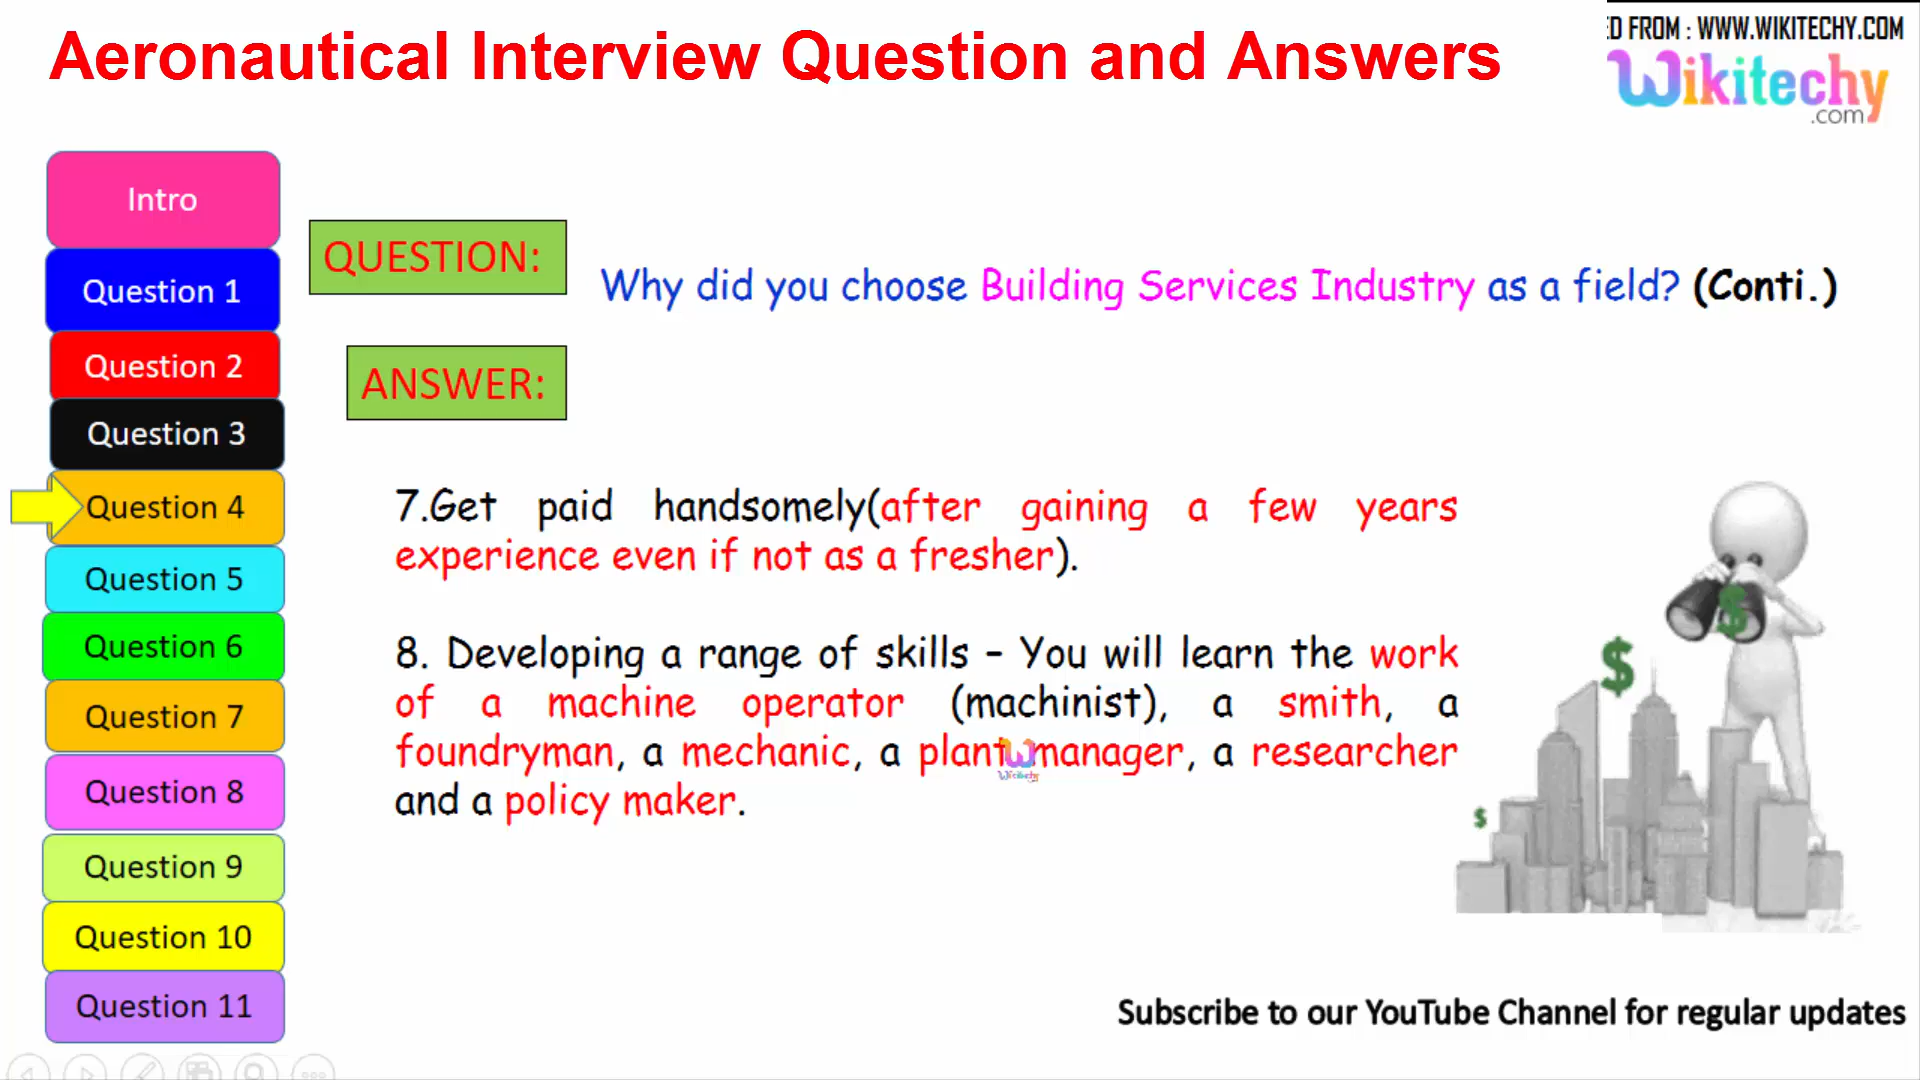 Aeronautical Interview Question and Answers
ED FROM : WWW.WIKITECHY.COM
Wikitechy
.com
Intro
Question 1
Question 2
Question 3
Question 4
Question 5
Question 6
Question 7
Question 8
Question 9
Question 10
Question 11
QUESTION:
Why did you choose Building Services Industry as a field? (Conti.)
ANSWER:
7.Get paid handsomely(after gaining a few years
experience even if not as a fresher).
8. Developing a range of skills – You will learn the work
of a machine operator (machinist), a smith, a
foundryman, a mechanic, a plant manager, a researcher
and a policy maker.
Wikitechy
$
$
$
Subscribe to our YouTube Channel for regular updates